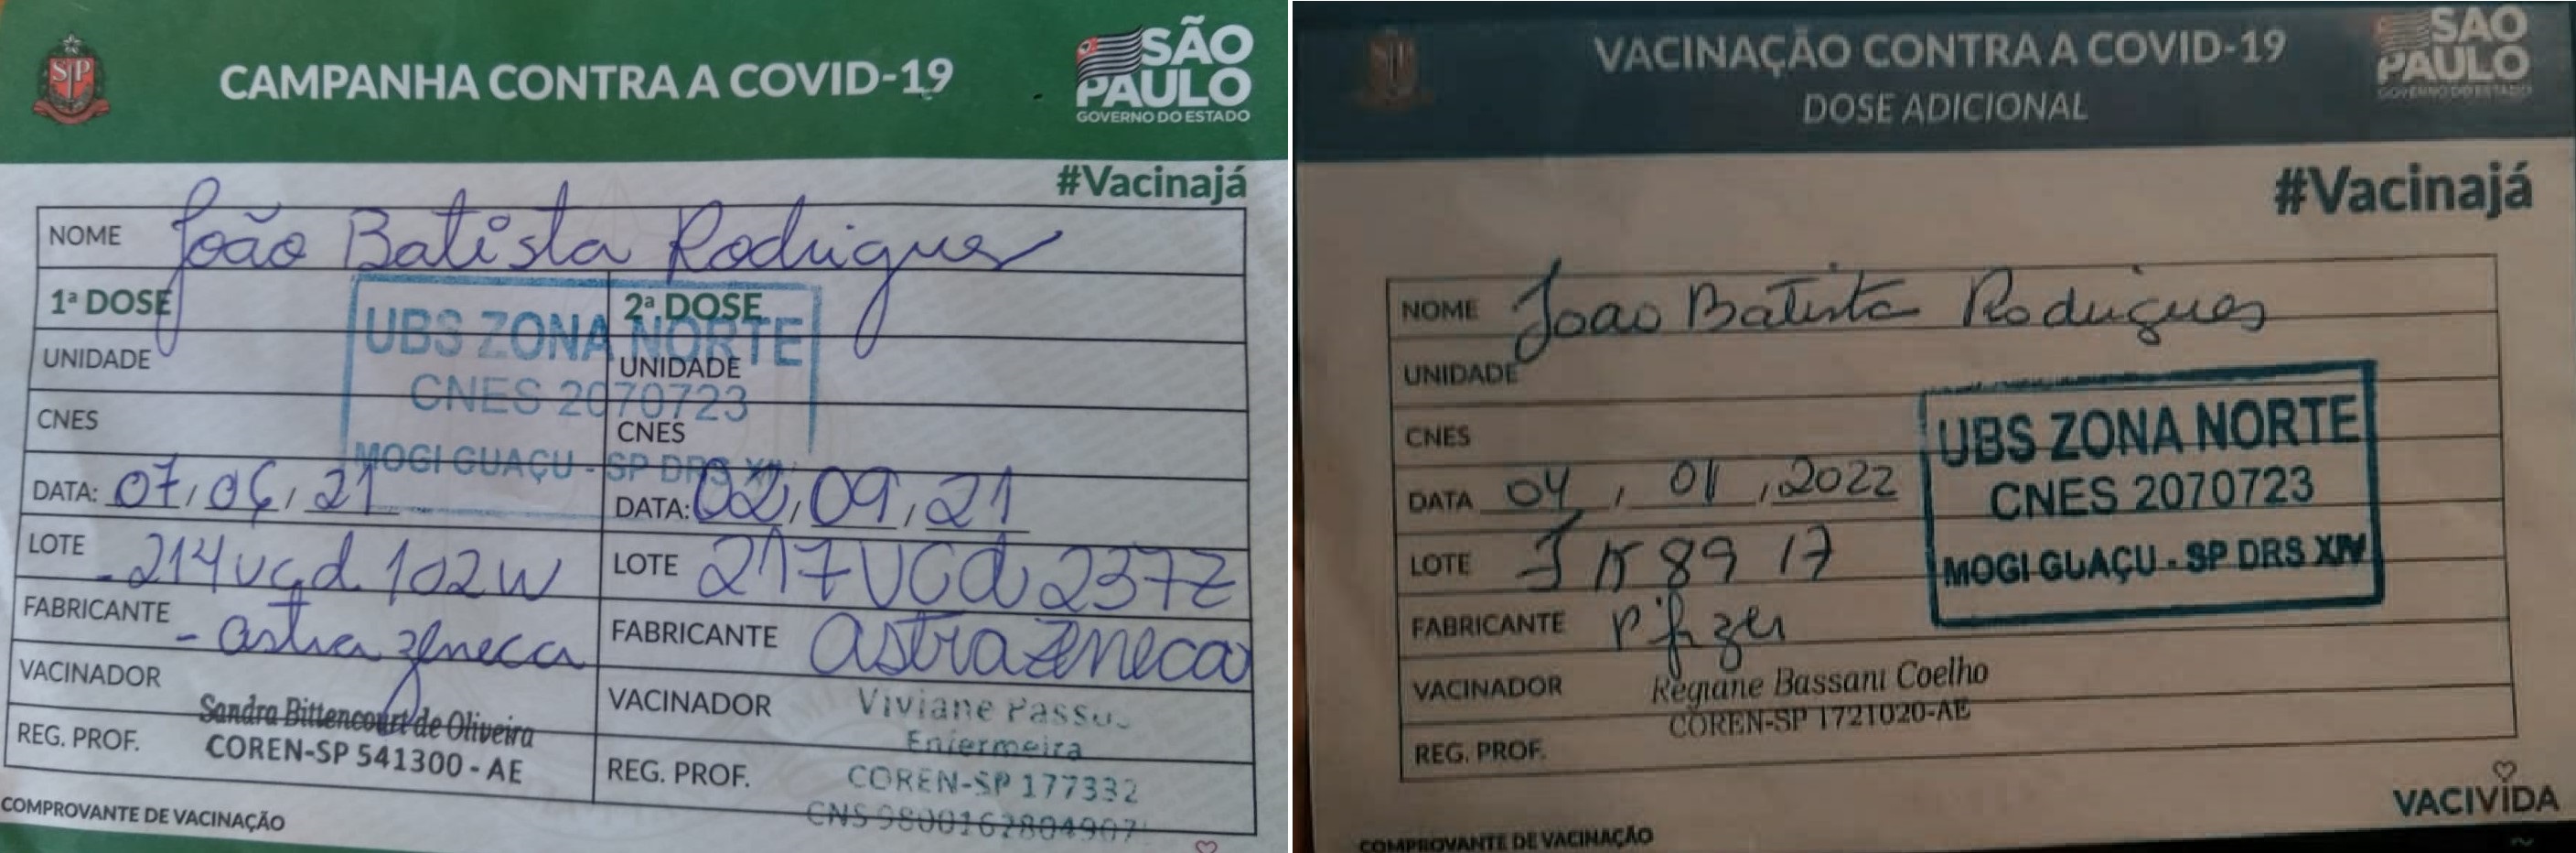 CAMPANHA CONTRA A COVID-19
SÃO
PAULO
GOVERNO DO ESTADO
#Vacinajá
NOME João Batista Rodrigues
1ª DOSE
2ª DOSE
UBS ZONA NORTE
CNES 2070723
MOGI GUAÇU - SP DRS XIV
UNIDADE
UNIDADE
CNES
CNES
DATA: 07/06/21
DATA: 02/09/21
LOTE 214vcd102w
LOTE 217VCd237Z
FABRICANTE - astra zeneca
FABRICANTE astrazeneca
VACINADOR
Sandra Bittencourt de Oliveira
REG. PROF. COREN-SP 541300 - AE
VACINADOR Viviane
Enfermeira
REG. PROF. COREN-SP 177332
CNS
COMPROVANTE DE VACINAÇÃO
VACINAÇÃO CONTRA A COVID-19
DOSE ADICIONAL
SÃO
PAULO
GOVERNO DO ESTADO
#Vacinajá
NOME Joao Batista Rodrigues
UNIDADE
CNES
UBS ZONA NORTE
CNES 2070723
MOGI GUAÇU - SP DRS XIV
DATA 04/01/2022
LOTE 8917
FABRICANTE Pfizer
VACINADOR Regiane Bassani Coelho
COREN-SP 1721020-AE
REG. PROF.
VACIVIDA
COMPROVANTE DE VACINAÇÃO